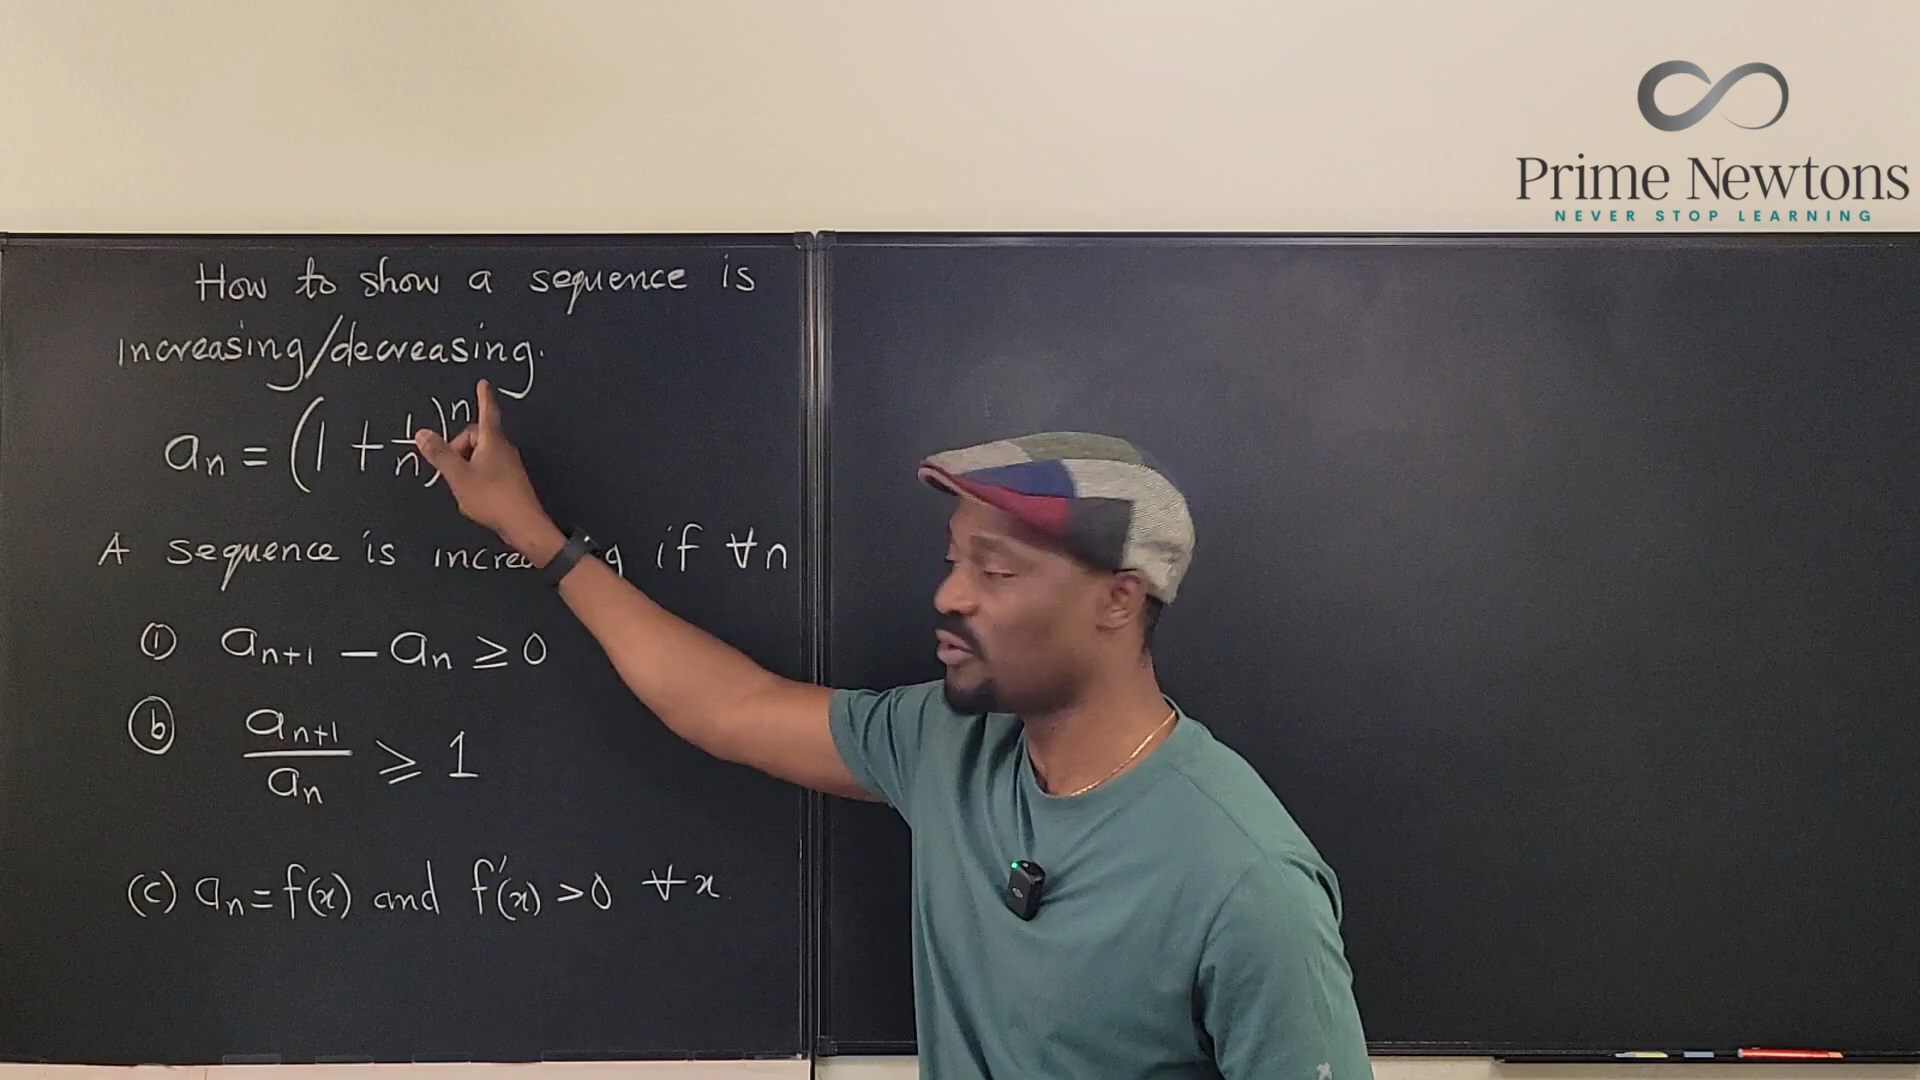 Prime Newtons
NEVER STOP LEARNING
How to show a sequence is
increasing/decreasing.
aₙ = (1 + 1/n)ⁿ
A sequence is if ∀n
① aₙ₊₁ − aₙ ≥ 0
ⓑ aₙ₊₁/aₙ ≥ 1
(c) aₙ = f(x) and f′(x) > 0 ∀x.